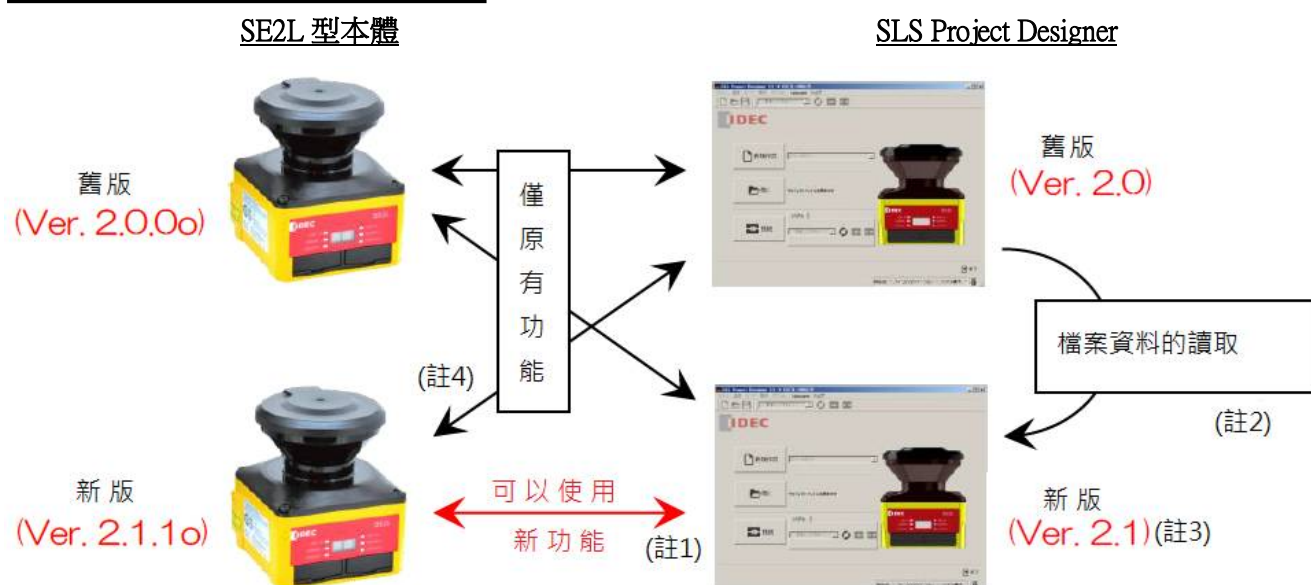 SE2L 型本體
SLS Project Designer
IDEC
舊版
(Ver. 2.0.0o)
僅原有功能
舊版
(Ver. 2.0)
檔案資料的讀取
(註2)
(註4)
IDEC
新版
(Ver. 2.1.1o)
可以使用
新功能
(註1)
新版
(Ver. 2.1)(註3)